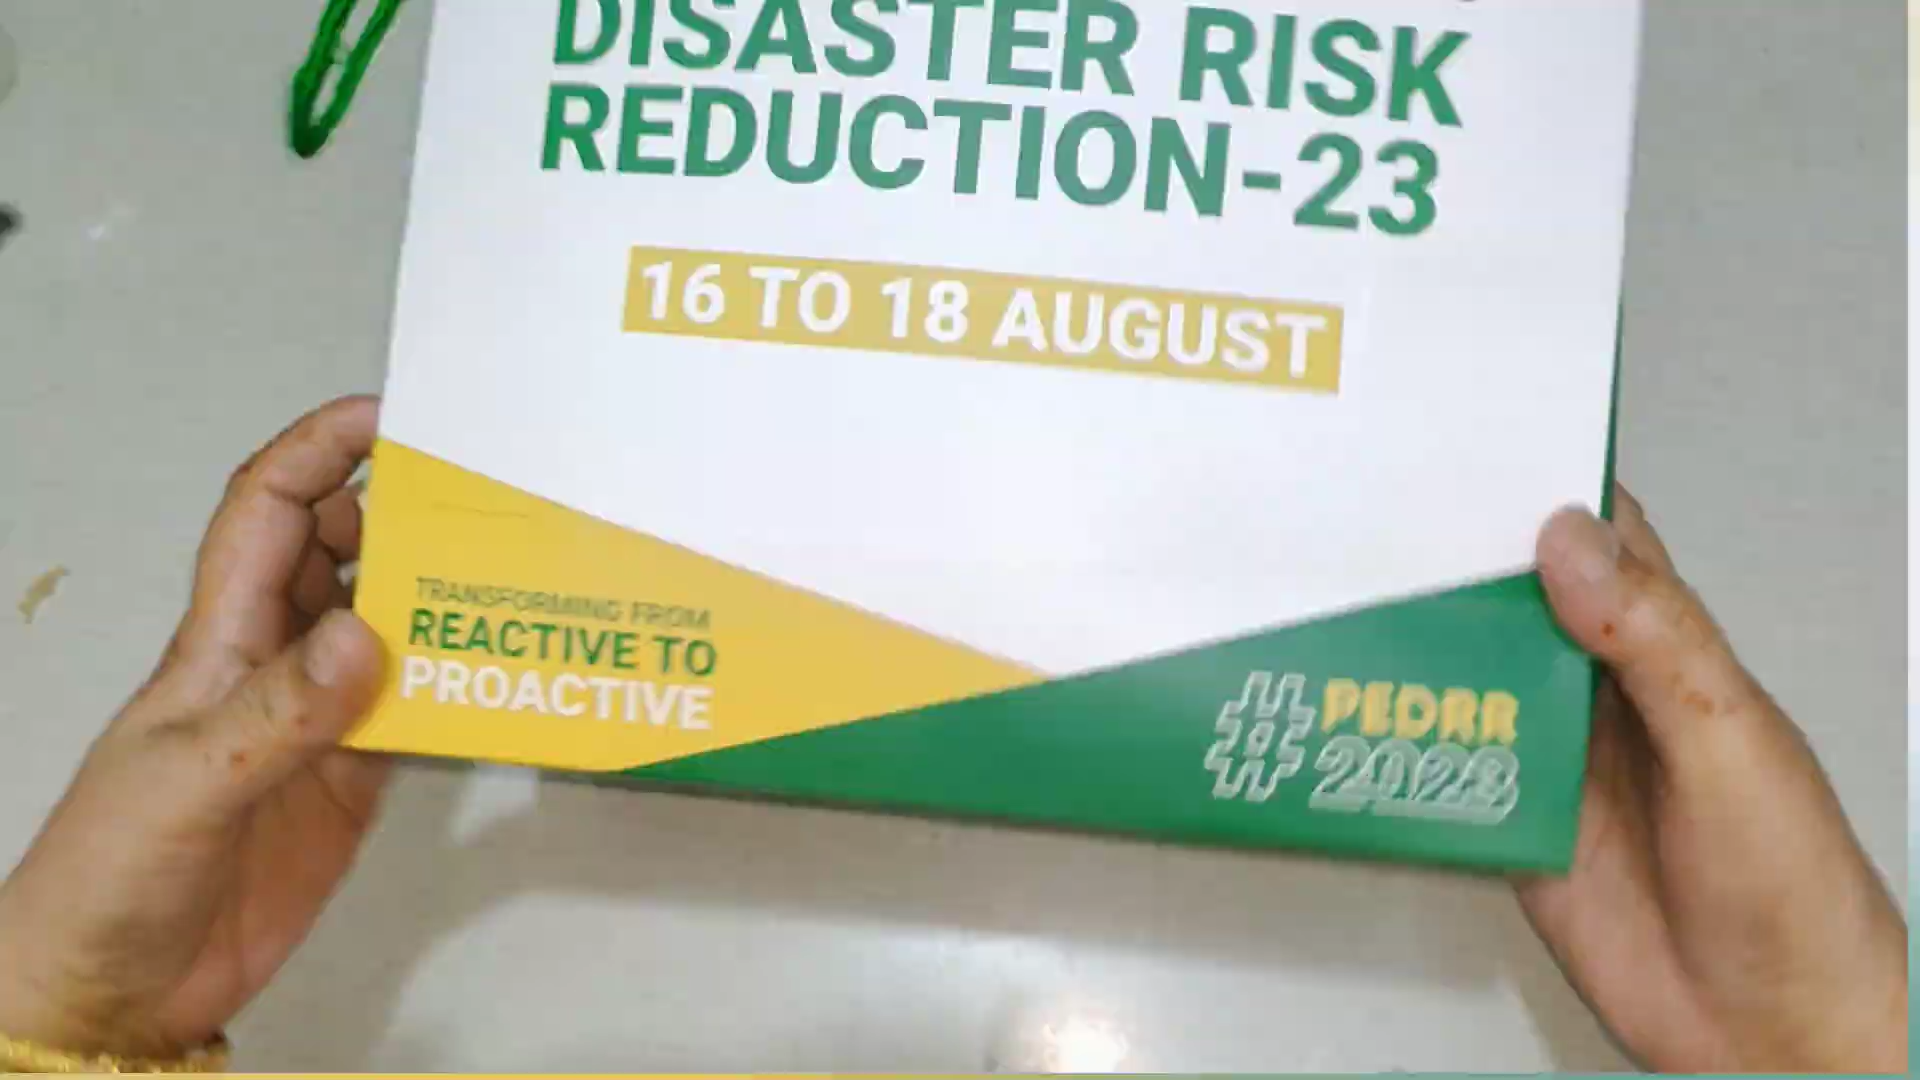 DISASTER RISK
REDUCTION-23
16 TO 18 AUGUST
TRANSFORMING FROM
REACTIVE TO
PROACTIVE
#PEDRR
2023